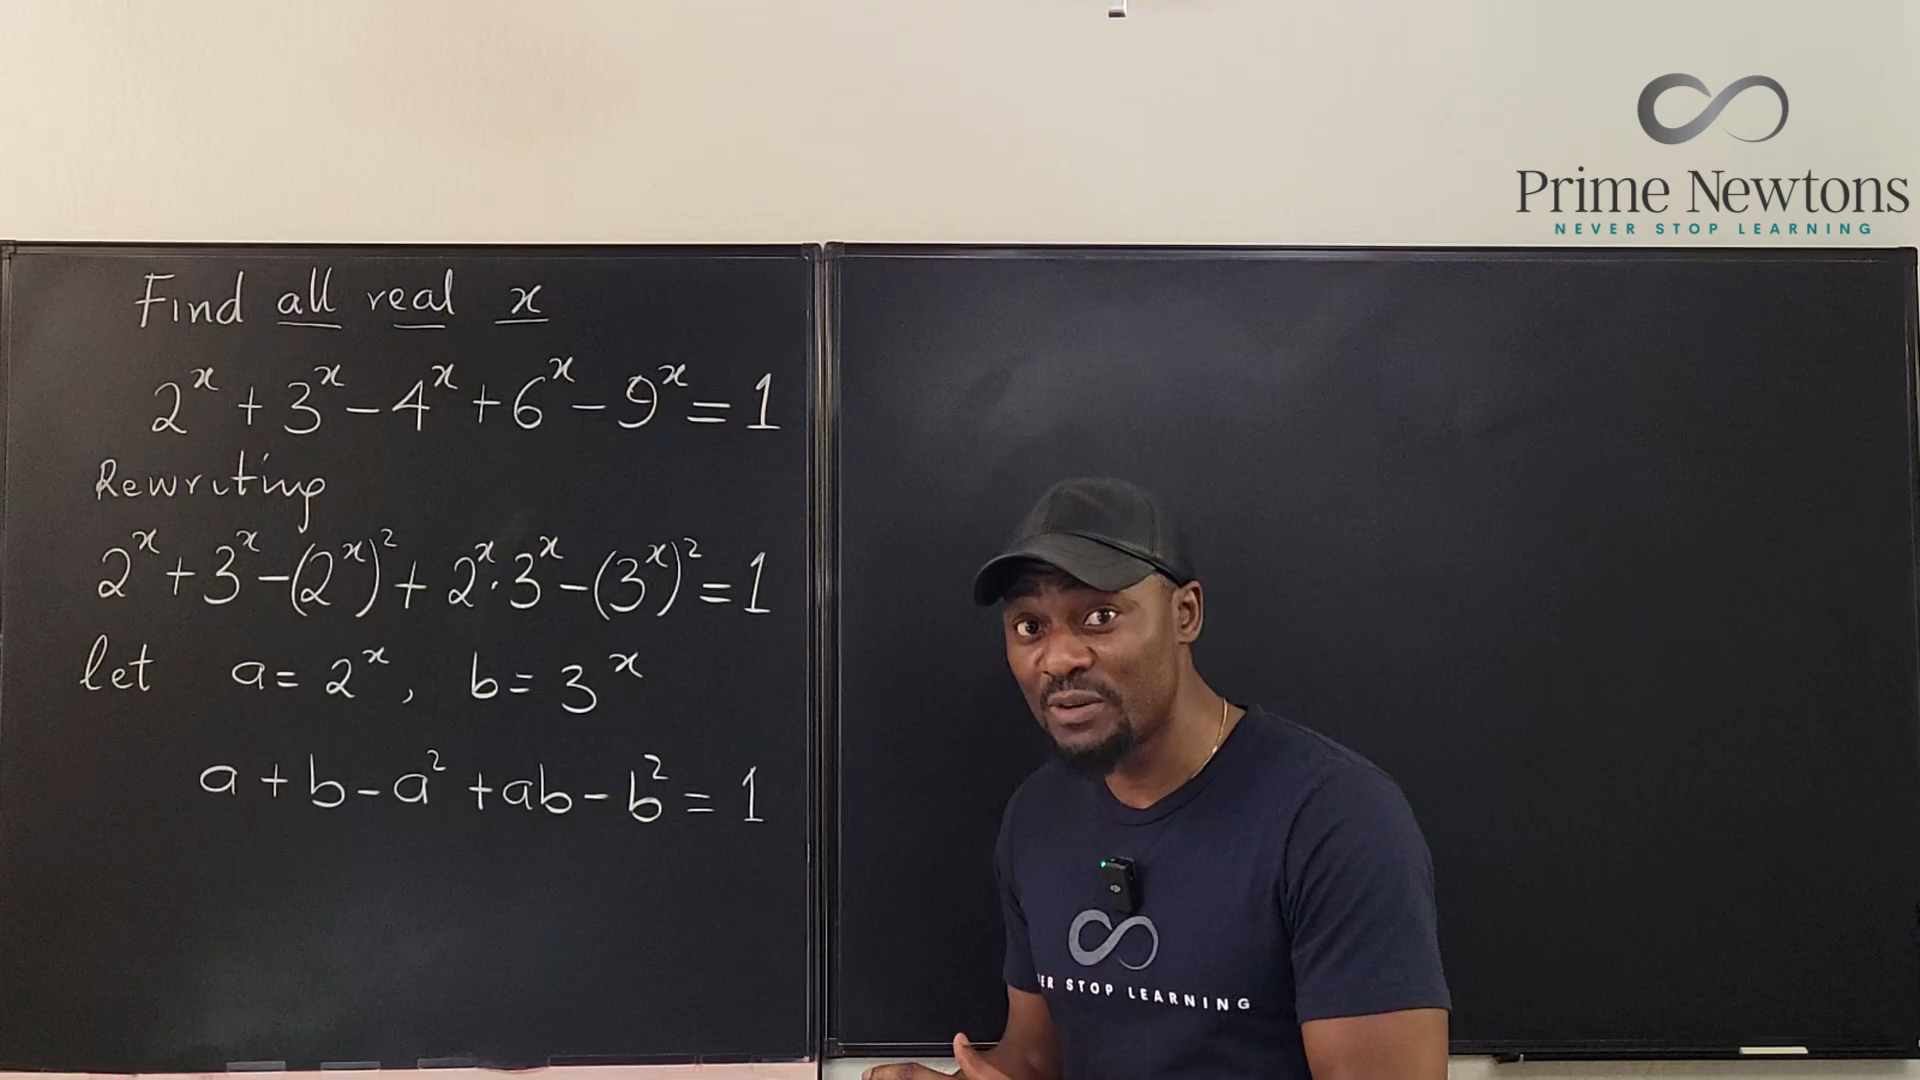 Prime Newtons
NEVER STOP LEARNING
Find all real x
2^x + 3^x - 4^x + 6^x - 9^x = 1
Rewriting
2^x + 3^x - (2^x)^2 + 2^x · 3^x - (3^x)^2 = 1
let a = 2^x, b = 3^x
a + b - a^2 + ab - b^2 = 1
ER STOP LEARNING